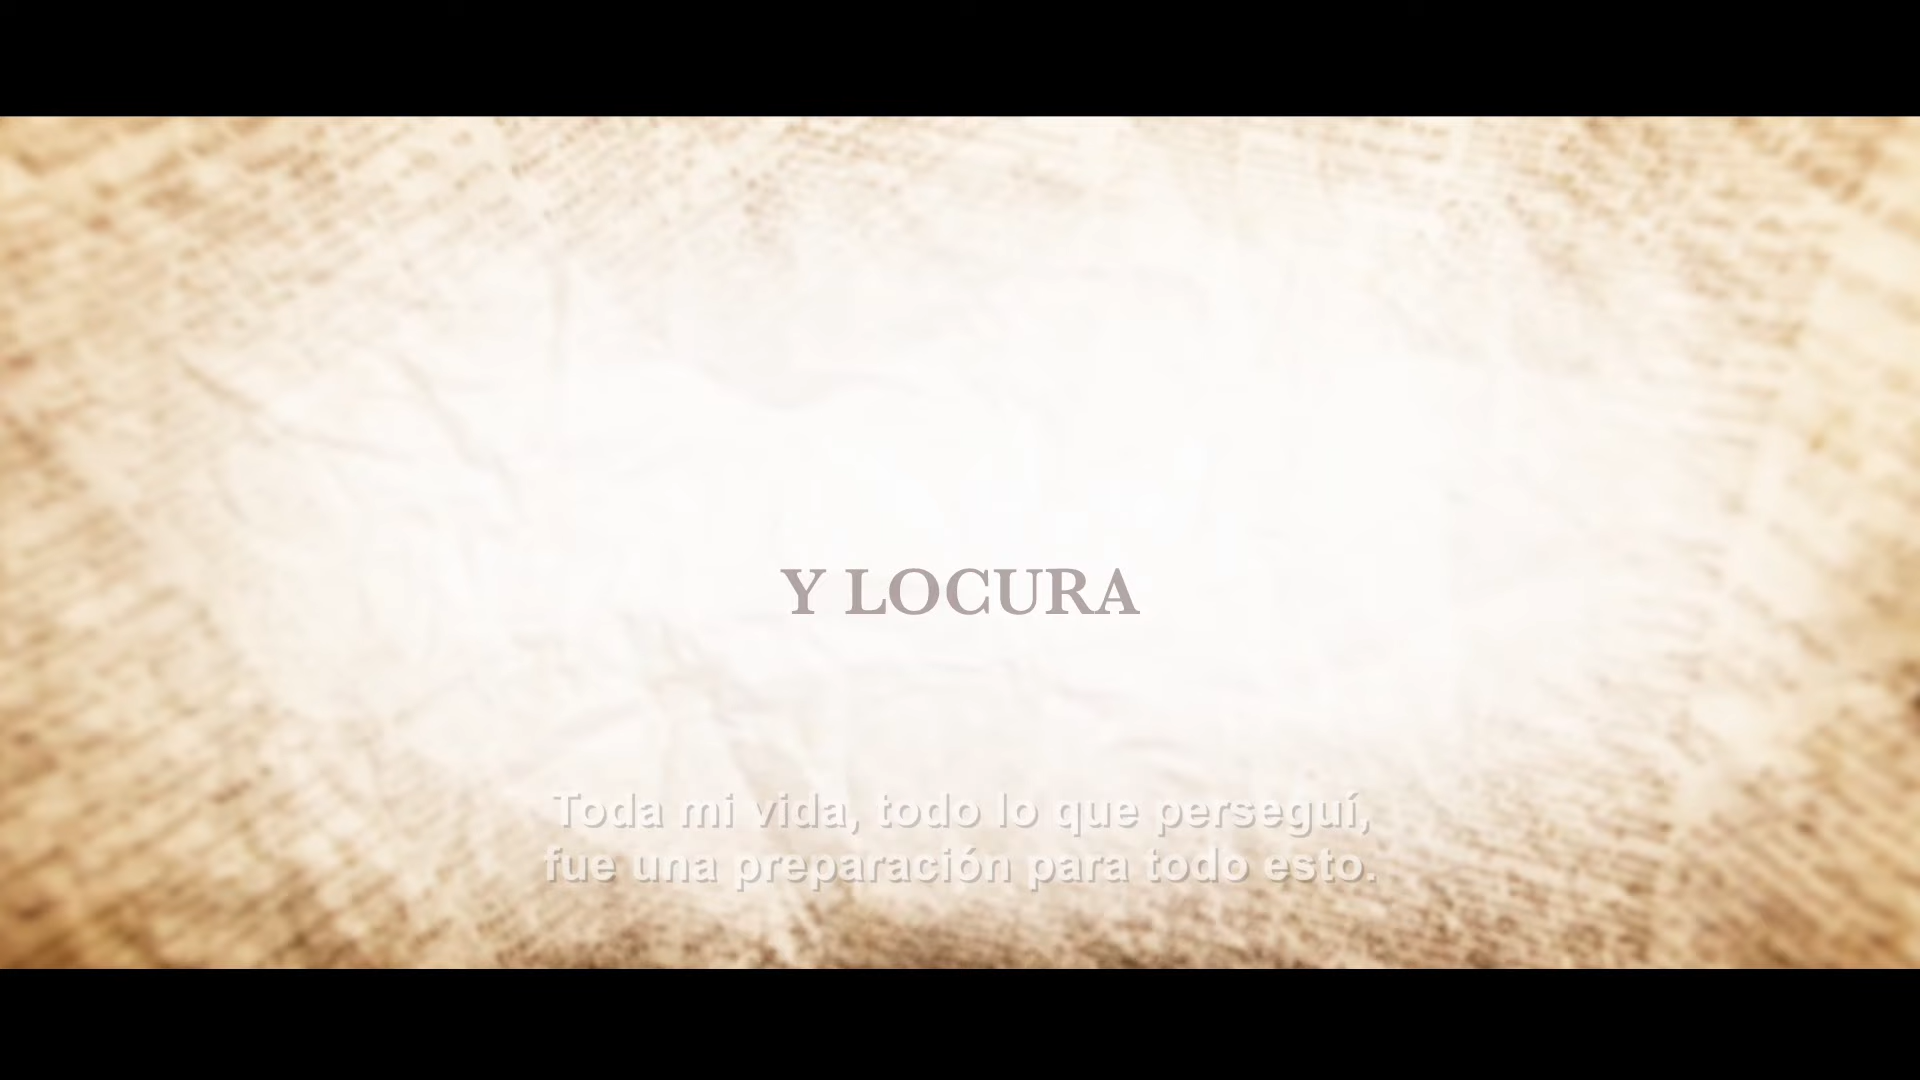 Y LOCURA
Toda mi vida, todo lo que perseguí,
fue una preparación para todo esto.